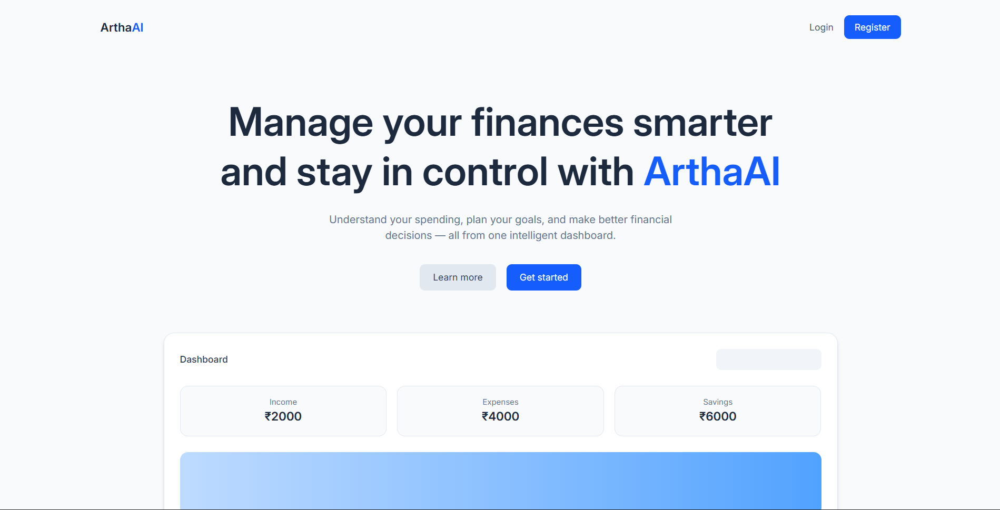 ArthaAI
Login
Register
Manage your finances smarter
and stay in control with ArthaAI
Understand your spending, plan your goals, and make better financial
decisions — all from one intelligent dashboard.
Learn more
Get started
Dashboard
Income
₹2000
Expenses
₹4000
Savings
₹6000